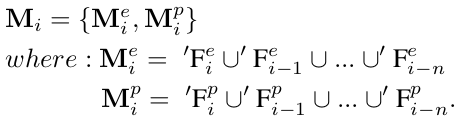 M_i = {M_i^e, M_i^p}
where : M_i^e = ′F_i^e ∪′ F_{i-1}^e ∪ ... ∪′ F_{i-n}^e
M_i^p = ′F_i^p ∪′ F_{i-1}^p ∪ ... ∪′ F_{i-n}^p.